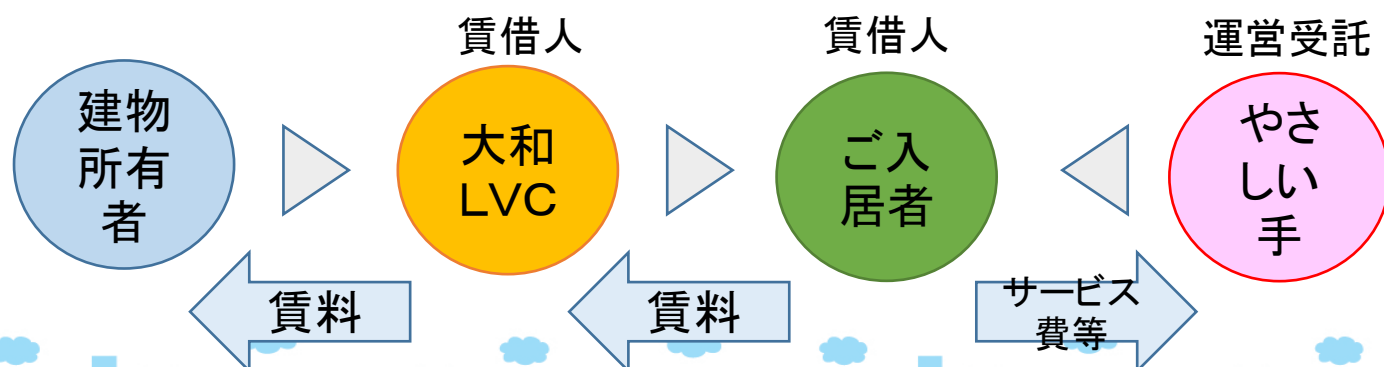 賃借人
賃借人
運営受託
建物
所有
者
大和
LVC
ご入
居者
やさ
しい
手
賃料
賃料
サービス
費等